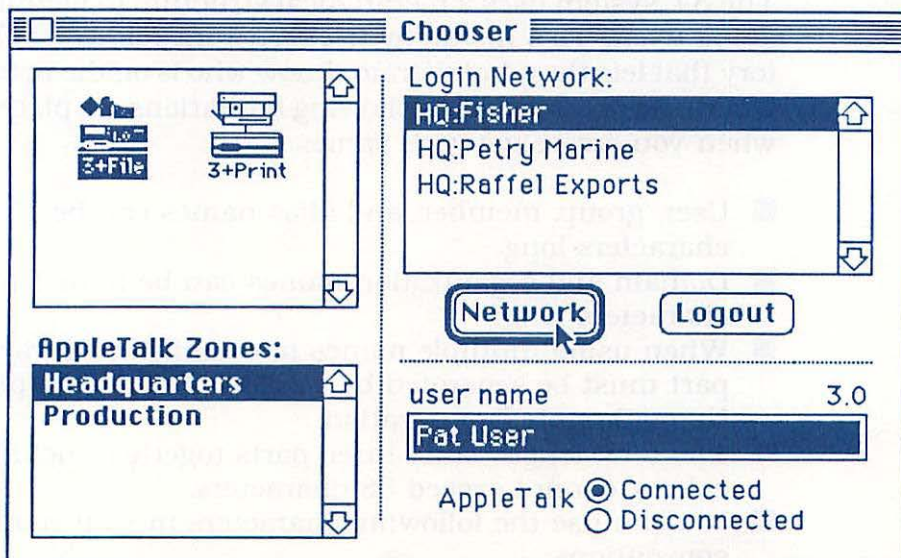 Chooser
3+File
3+Print
AppleTalk Zones:
Headquarters
Production
Login Network:
HQ:Fisher
HQ:Petry Marine
HQ:Raffel Exports
Network
Logout
user name 3.0
Pat User
AppleTalk
Connected
Disconnected